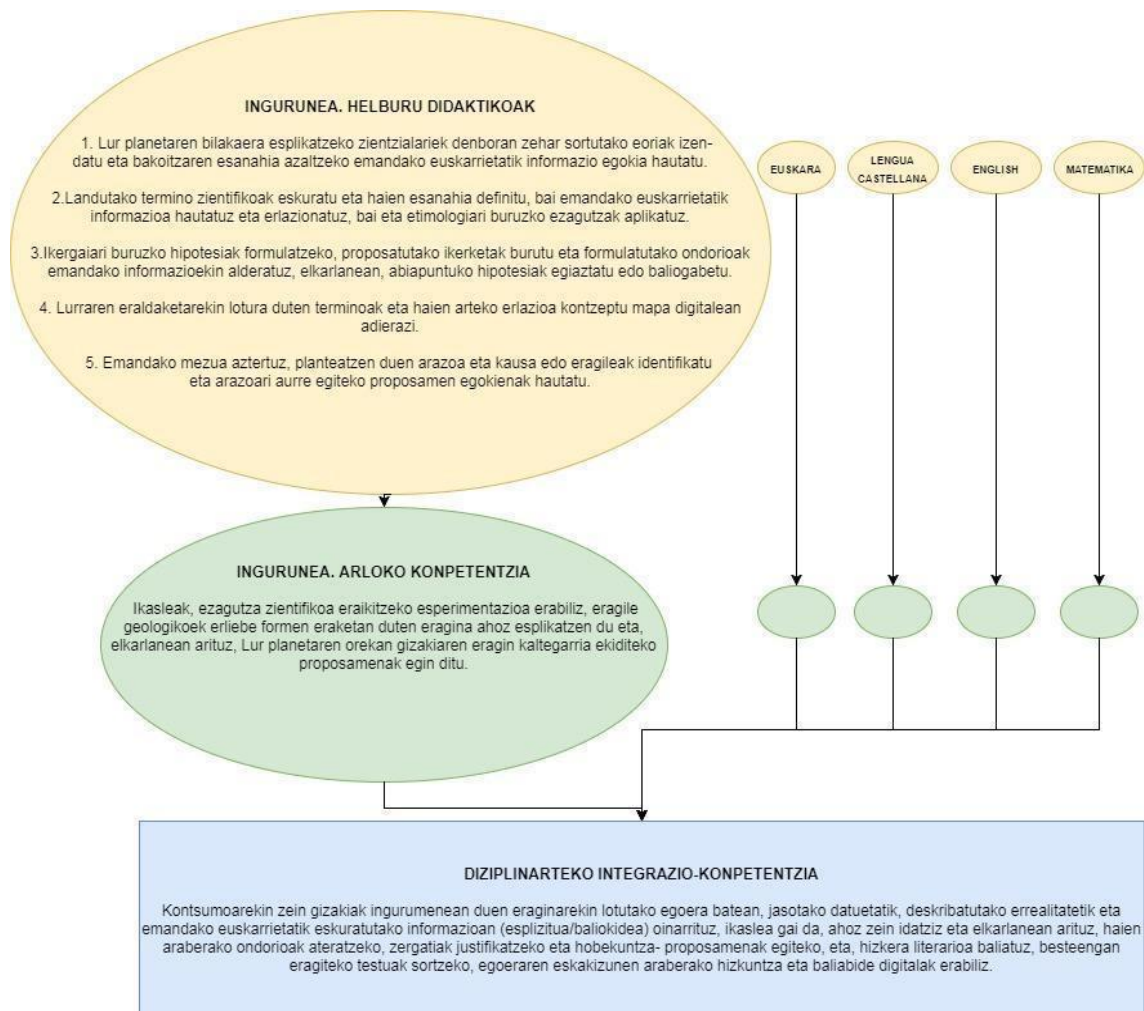 INGURUNEA. HELBURU DIDAKTIKOAK
1. Lur planetaren bilakaera esplikatzeko zientzialariek denboran zehar sortutako eoriak izen-
datu eta bakoitzaren esanahia azaltzeko emandako euskarrietatik informazio egokia hautatu.
2.Landutako termino zientifikoak eskuratu eta haien esanahia definitu, bai emandako euskarrietatik
informazioa hautatuz eta erlazionatuz, bai eta etimologiari buruzko ezagutzak aplikatuz.
3.Ikergaiari buruzko hipotesiak formulatzeko, proposatutako ikerketak burutu eta formulatutako ondorioak
emandako informazioekin alderatuz, elkarlanean, abiapuntuko hipotesiak egiaztatu edo baliogabetu.
4. Lurraren eraldaketarekin lotura duten terminoak eta haien arteko erlazioa kontzeptu mapa digitalean
adierazi.
5. Emandako mezua aztertuz, planteatzen duen arazoa eta kausa edo eragileak identifikatu
eta arazoari aurre egiteko proposamen egokienak hautatu.
EUSKARA
LENGUA
CASTELLANA
ENGLISH
MATEMATIKA
INGURUNEA. ARLOKO KONPETENTZIA
Ikasleak, ezagutza zientifikoa eraikitzeko esperimentazioa erabiliz, eragile
geologikoek erliebe formen eraketan duten eragina ahoz esplikatzen du eta,
elkarlanean arituz, Lur planetaren orekan gizakiaren eragin kaltegarria ekiditeko
proposamenak egin ditu.
DIZIPLINARTEKO INTEGRAZIO-KONPETENTZIA
Kontsumoarekin zein gizakiak ingurumenean duen eraginarekin lotutako egoera batean, jasotako datuetatik, deskribatutako errealitatetik eta
emandako euskarrietatik eskuratutako informazioan (esplizitua/baliokidea) oinarrituz, ikaslea gai da, ahoz zein idatziz eta elkarlanean arituz, haien
araberako ondorioak ateratzeko, zergatiak justifikatzeko eta hobekuntza- proposamenak egiteko, eta, hizkera literarioa baliatuz, besteengan
eragiteko testuak sortzeko, egoeraren eskakizunen araberako hizkuntza eta baliabide digitalak erabiliz.